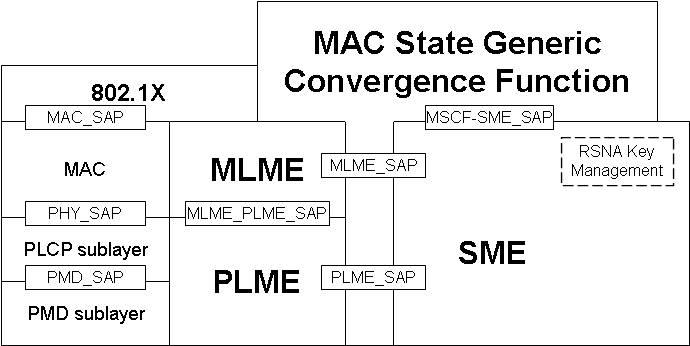 MAC State Generic
Convergence Function
802.1X
MAC_SAP
MSCF-SME_SAP
MAC
MLME
MLME_SAP
RSNA Key
Management
PHY_SAP
MLME_PLME_SAP
PLCP sublayer
SME
PMD_SAP
PLME
PLME_SAP
PMD sublayer